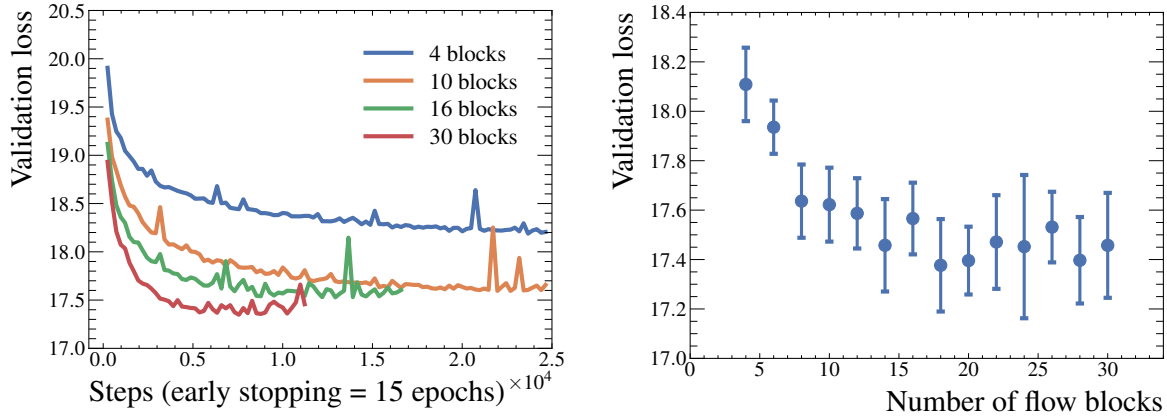 20.5
20.0
19.5
19.0
18.5
18.0
17.5
17.0
Validation loss
4 blocks
10 blocks
16 blocks
30 blocks
0.0 0.5 1.0 1.5 2.0 2.5
×10⁴
Steps (early stopping = 15 epochs)
18.4
18.2
18.0
17.8
17.6
17.4
17.2
17.0
Validation loss
0 5 10 15 20 25 30
Number of flow blocks